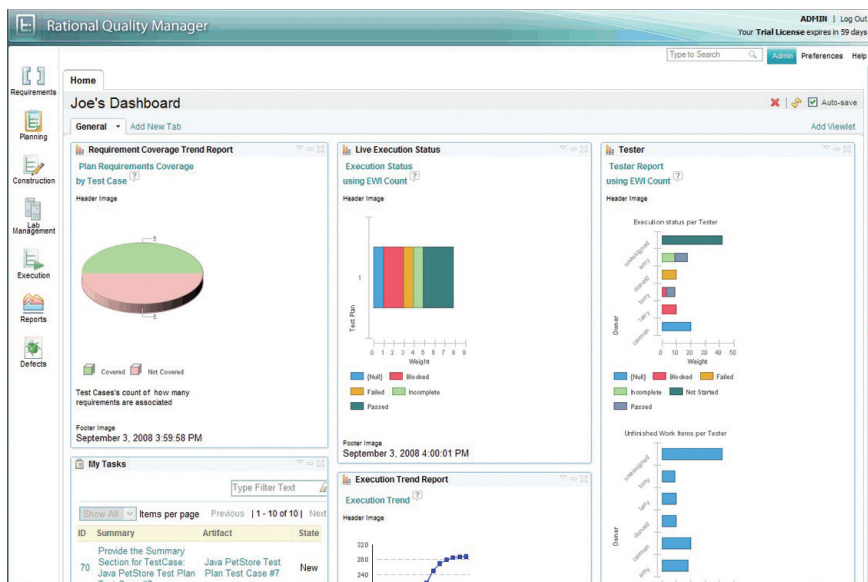 Rational Quality Manager
ADMIN | Log Out
Your Trial License expires in 59 days
Type to Search
Admin Preferences Help
Requirements
Planning
Construction
Lab
Management
Execution
Reports
Defects
Home
Joe's Dashboard
Auto-save
General
Add New Tab
Add Viewlet
Requirement Coverage Trend Report
Plan Requirements Coverage
by Test Case
Header Image
5
5
Covered
Not Covered
Test Cases's count of how many
requirements are associated
Footer Image
September 3, 2008 3:59:58 PM
My Tasks
Type Filter Text
Show All Items per page Previous | 1 - 10 of 10 | Next
ID Summary Artifact State
70
Provide the Summary
Section for TestCase:
Java PetStore Test Plan
Java PetStore Test
Plan Test Case #7
New
Live Execution Status
Execution Status
using EWI Count
Header Image
Test Plan
1
0 1 2 3 4 5 6 7 8 9
Weight
{Null} Blocked
Failed Incomplete
Passed
Footer Image
September 3, 2008 4:00:01 PM
Execution Trend Report
Execution Trend
Header Image
320
280
240
Tester
Tester Report
using EWI Count
Header Image
Execution status per Tester
Owner
unassigned
amy
donald
tony
larry
carmen
0 10 20 30 40 50
Weight
{Null} Blocked Failed
Incomplete Not Started
Passed
Unfinished Work Items per Tester
Owner
unassigned
tony
larry
donald
carmen
amy